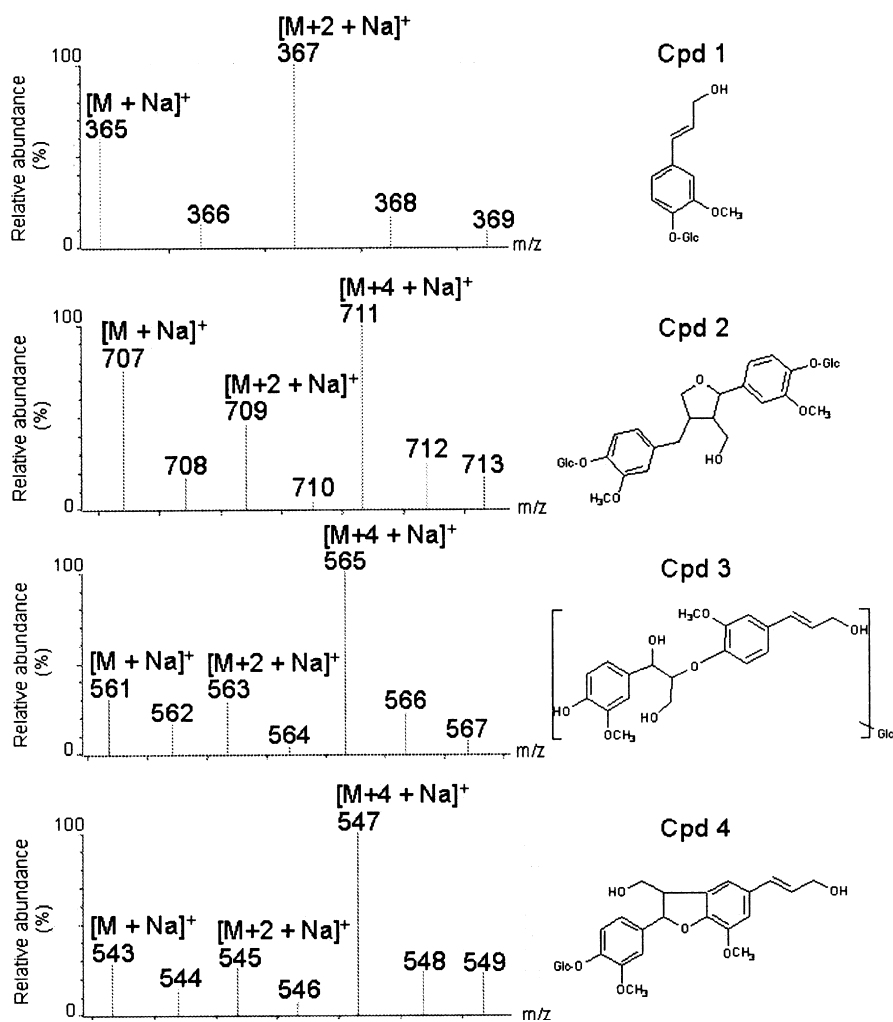 [M+2 + Na]⁺
367
Cpd 1
100
[M + Na]⁺
365
Relative abundance
(%)
366
368
369
0
m/z
OH
OCH₃
O-Glc
[M+4 + Na]⁺
711
Cpd 2
100
[M + Na]⁺
707
[M+2 + Na]⁺
709
Relative abundance
(%)
708
710
712
713
0
m/z
O
O-Glc
OCH₃
HO
Glc-O
H₃CO
[M+4 + Na]⁺
565
Cpd 3
100
[M + Na]⁺
561
[M+2 + Na]⁺
563
Relative abundance
(%)
562
564
566
567
0
m/z
H₃CO
OH
OH
O
HO
HO
OCH₃
Glc
[M+4 + Na]⁺
547
Cpd 4
100
[M + Na]⁺
543
[M+2 + Na]⁺
545
Relative abundance
(%)
544
546
548
549
0
m/z
HO
OH
O
OCH₃
Glc-O
OCH₃